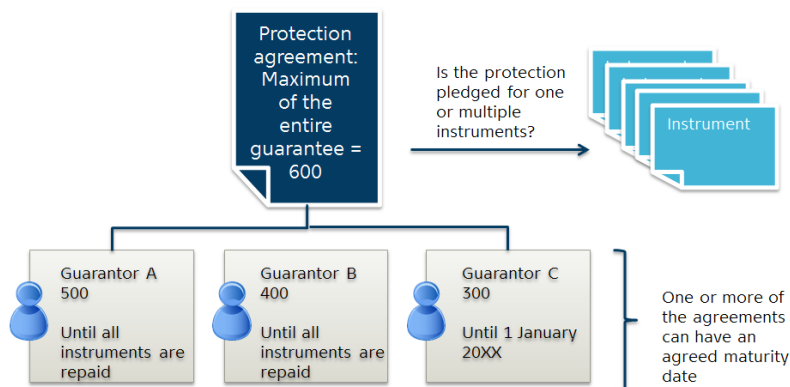 Protection
agreement:
Maximum
of the
entire
guarantee =
600
Is the protection
pledged for one
or multiple
instruments?
Instrument
Guarantor A
500
Until all
instruments are
repaid
Guarantor B
400
Until all
instruments are
repaid
Guarantor C
300
Until 1 January
20XX
One or more of
the agreements
can have an
agreed maturity
date